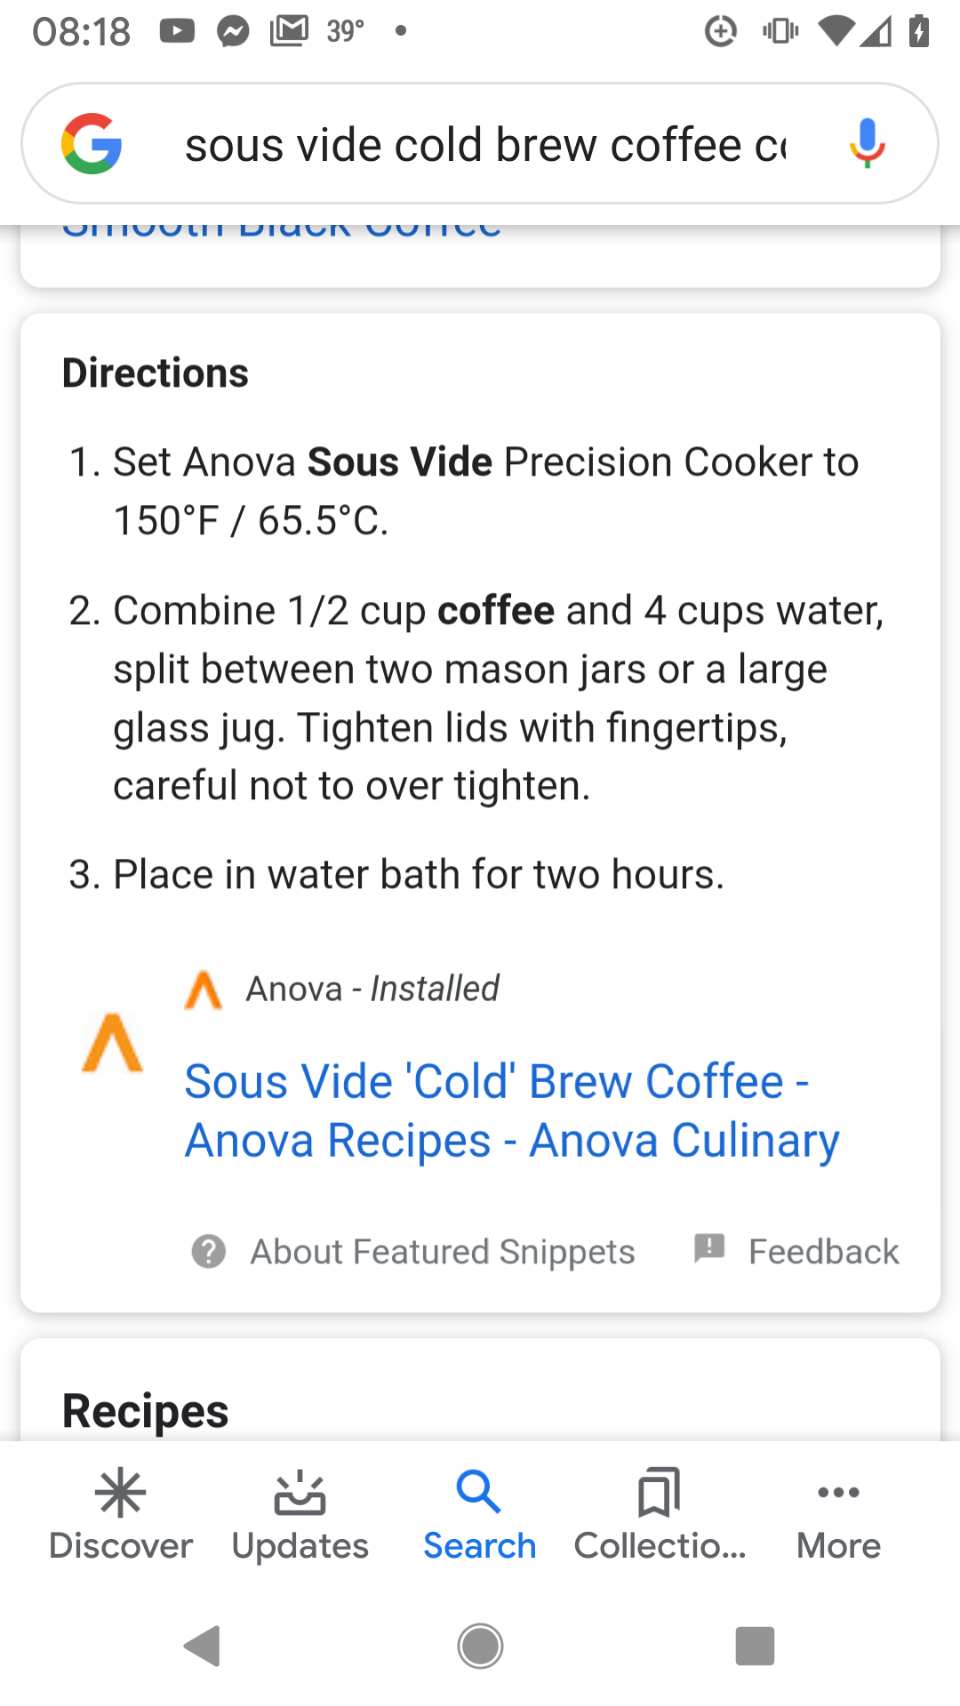 08:18 39°
sous vide cold brew coffee
Smooth Black Coffee
Directions
1. Set Anova Sous Vide Precision Cooker to
150°F / 65.5°C.
2. Combine 1/2 cup coffee and 4 cups water,
split between two mason jars or a large
glass jug. Tighten lids with fingertips,
careful not to over tighten.
3. Place in water bath for two hours.
Anova - Installed
Sous Vide 'Cold' Brew Coffee -
Anova Recipes - Anova Culinary
About Featured Snippets Feedback
Recipes
Discover Updates Search Collectio... More